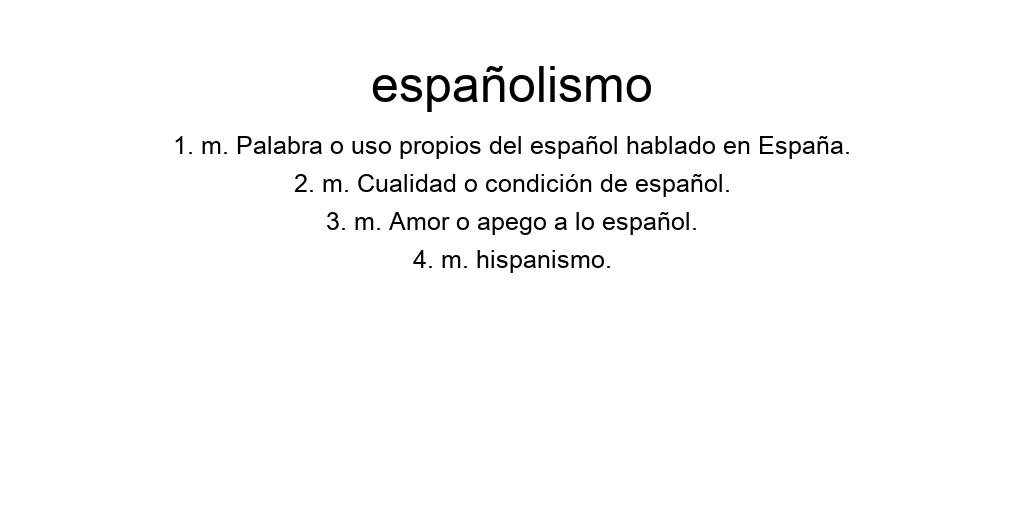 españolismo
1. m. Palabra o uso propios del español hablado en España.
2. m. Cualidad o condición de español.
3. m. Amor o apego a lo español.
4. m. hispanismo.